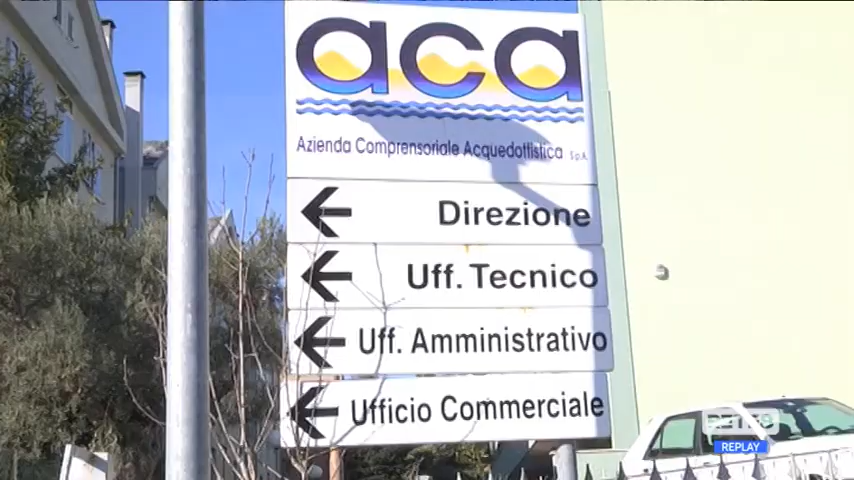 aca
Azienda Comprensoriale Acquedottistica S.p.A.
Direzione
Uff. Tecnico
Uff. Amministrativo
Ufficio Commerciale
REPLAY